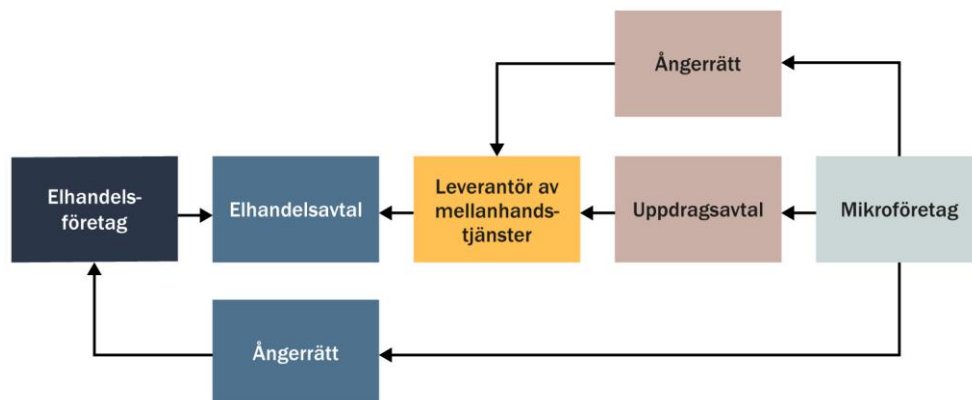 Ångerrätt
Elhandels-
företag
Elhandelsavtal
Leverantör av
mellanhands-
tjänster
Uppdragsavtal
Mikroföretag
Ångerrätt